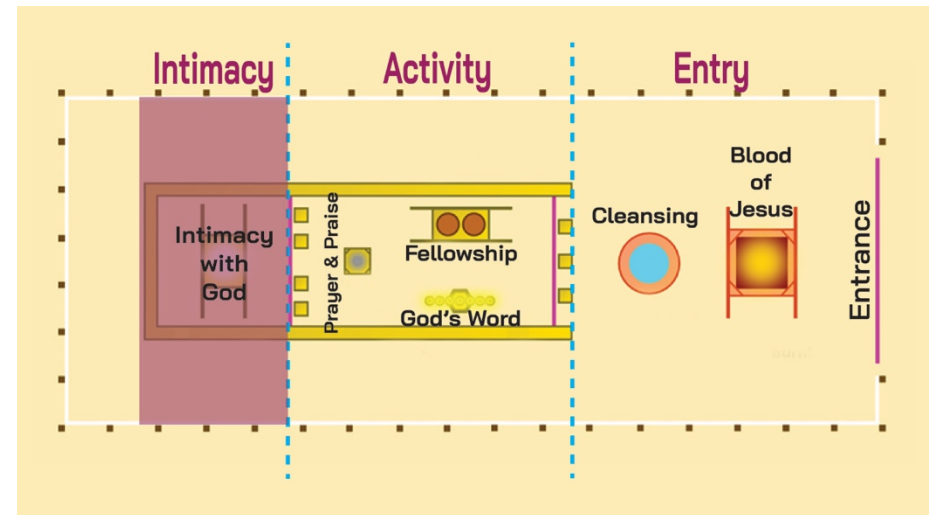 Intimacy
Activity
Entry
Intimacy
with
God
Prayer & Praise
Fellowship
God's Word
Cleansing
Blood
of
Jesus
Entrance